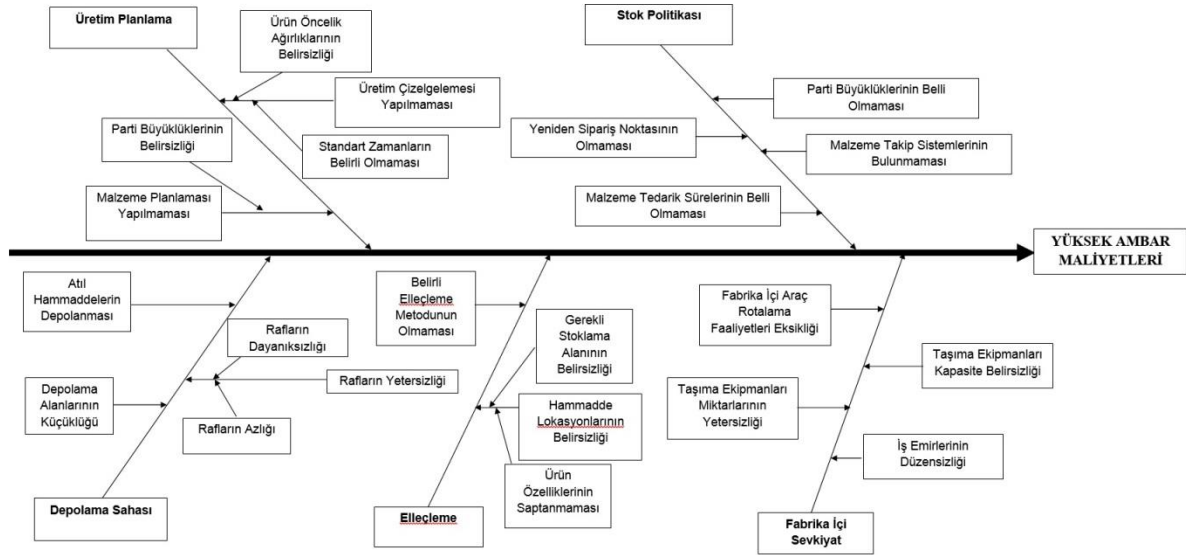 Üretim Planlama
Ürün Öncelik
Ağırlıklarının
Belirsizliği
Üretim Çizelgelemesi
Yapılmaması
Parti Büyüklüklerinin
Belirsizliği
Standart Zamanların
Belirli Olmaması
Malzeme Planlaması
Yapılmaması
Stok Politikası
Parti Büyüklüklerinin Belli
Olmaması
Yeniden Sipariş Noktasının
Olmaması
Malzeme Takip Sistemlerinin
Bulunmaması
Malzeme Tedarik Sürelerinin Belli
Olmaması
YÜKSEK AMBAR
MALİYETLERİ
Atıl
Hammaddelerin
Depolanması
Rafların
Dayanıksızlığı
Rafların Yetersizliği
Depolama
Alanlarının
Küçüklüğü
Rafların Azlığı
Depolama Sahası
Belirli
Elleçleme
Metodunun
Olmaması
Gerekli
Stoklama
Alanının
Belirsizliği
Hammadde
Lokasyonlarının
Belirsizliği
Ürün
Özelliklerinin
Saptanmaması
Elleçleme
Fabrika İçi Araç
Rotalama
Faaliyetleri Eksikliği
Taşıma Ekipmanları
Kapasite Belirsizliği
Taşıma Ekipmanları
Miktarlarının
Yetersizliği
İş Emirlerinin
Düzensizliği
Fabrika İçi
Sevkiyat